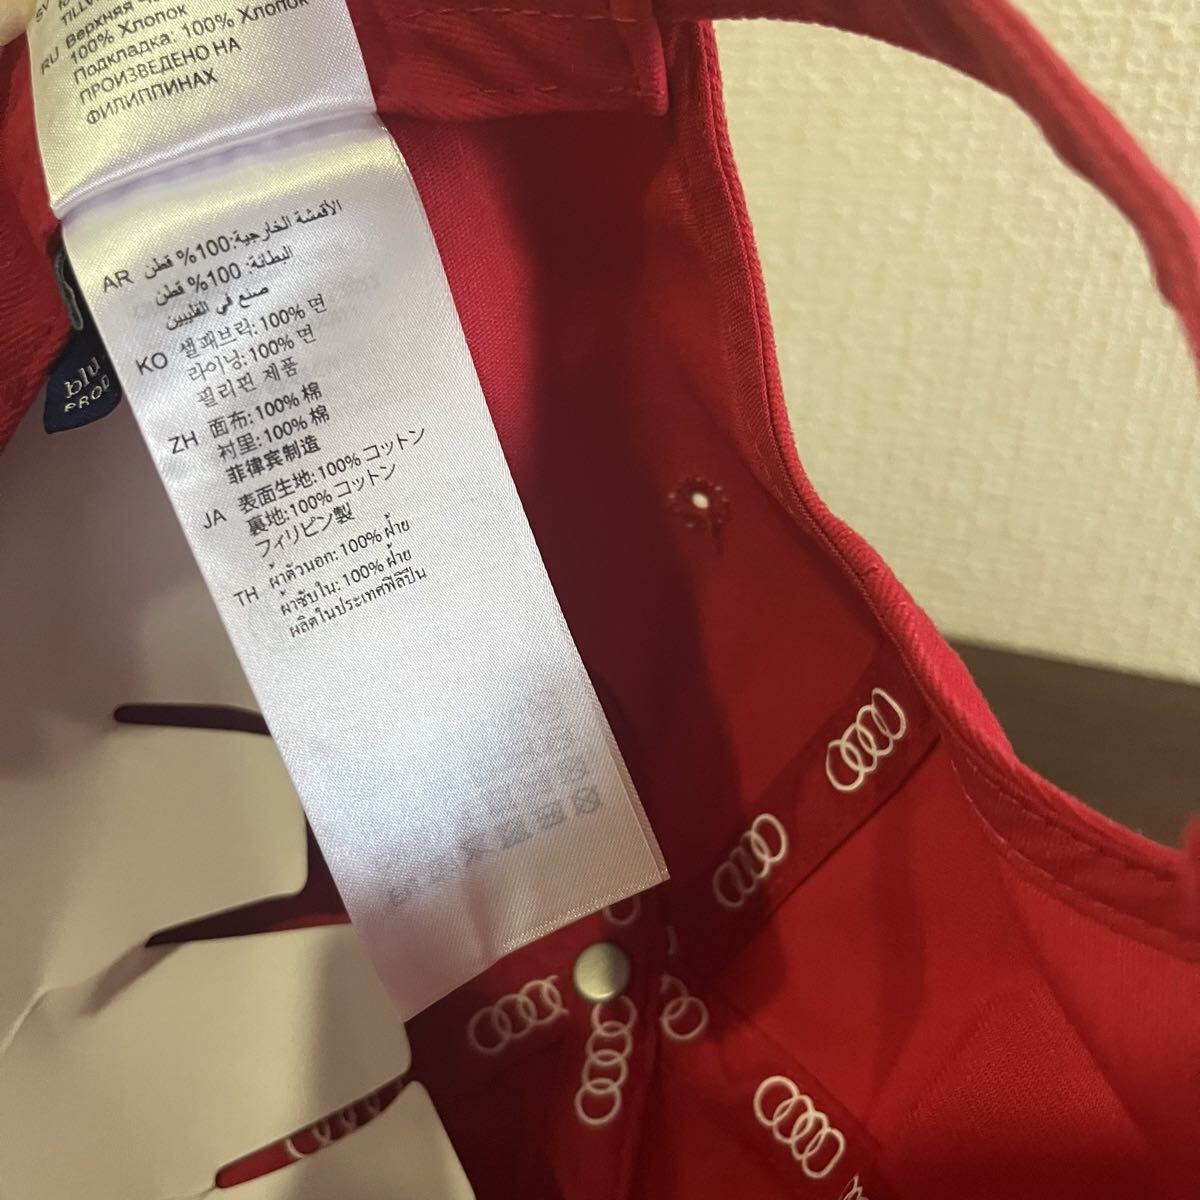 SV
TILLV
RU Верхняя
100% Хлопок
Подкладка: 100% Хлопок
ПРОИЗВЕДЕНО НА
ФИЛИППИНАХ
AR الأقمشة الخارجية:100% قطن
البطانة: 100% قطن
صنع في الفلبين
KO 셀패브릭: 100% 면
라이닝: 100% 면
필리핀 제품
ZH 面布: 100% 棉
衬里: 100% 棉
菲律宾制造
JA 表面生地: 100% コットン
裏地:100% コットン
フィリピン製
TH ผ้าตัวนอก: 100% ฝ้าย
ผ้าซับใน: 100% ฝ้าย
ผลิตในประเทศฟิลิปปิน
blu
PROD